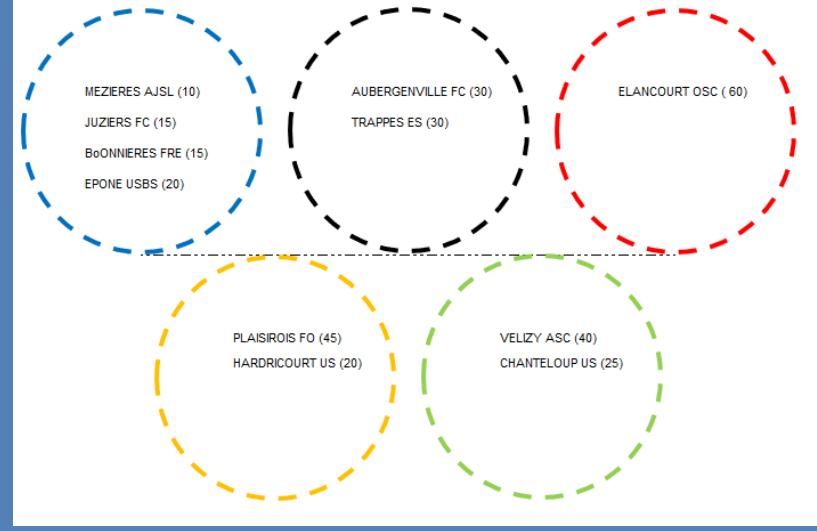 MEZIERES AJSL (10)
JUZIERS FC (15)
BoONNIERES FRE (15)
EPONE USBS (20)
AUBERGENVILLE FC (30)
TRAPPES ES (30)
ELANCOURT OSC ( 60)
PLAISIROIS FO (45)
HARDRICOURT US (20)
VELIZY ASC (40)
CHANTELOUP US (25)